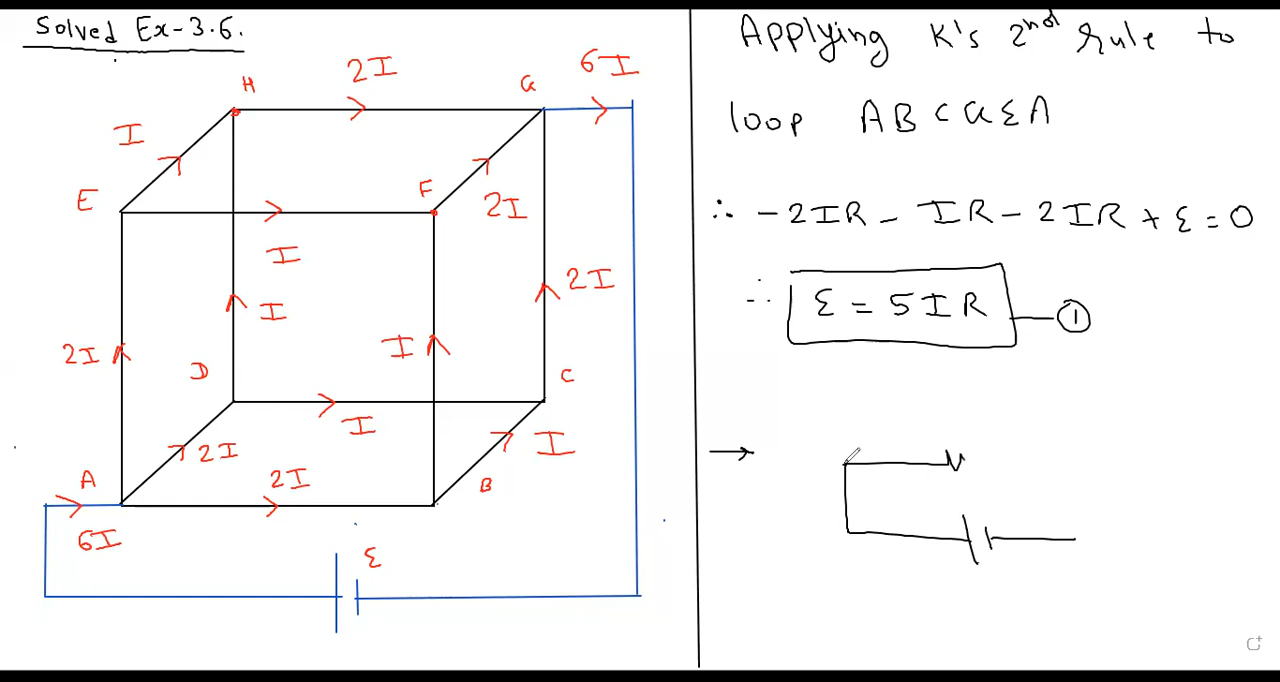 Solved Ex-3.6.
H
2I
G
6I
I
E
F
2I
I
I
2I
2I
I
D
C
I
2I
I
A
2I
B
6I
ε
Applying K's 2nd rule to
loop ABCGεA
∴ -2IR - IR - 2IR + ε = 0
∴ ε = 5IR — ①
→